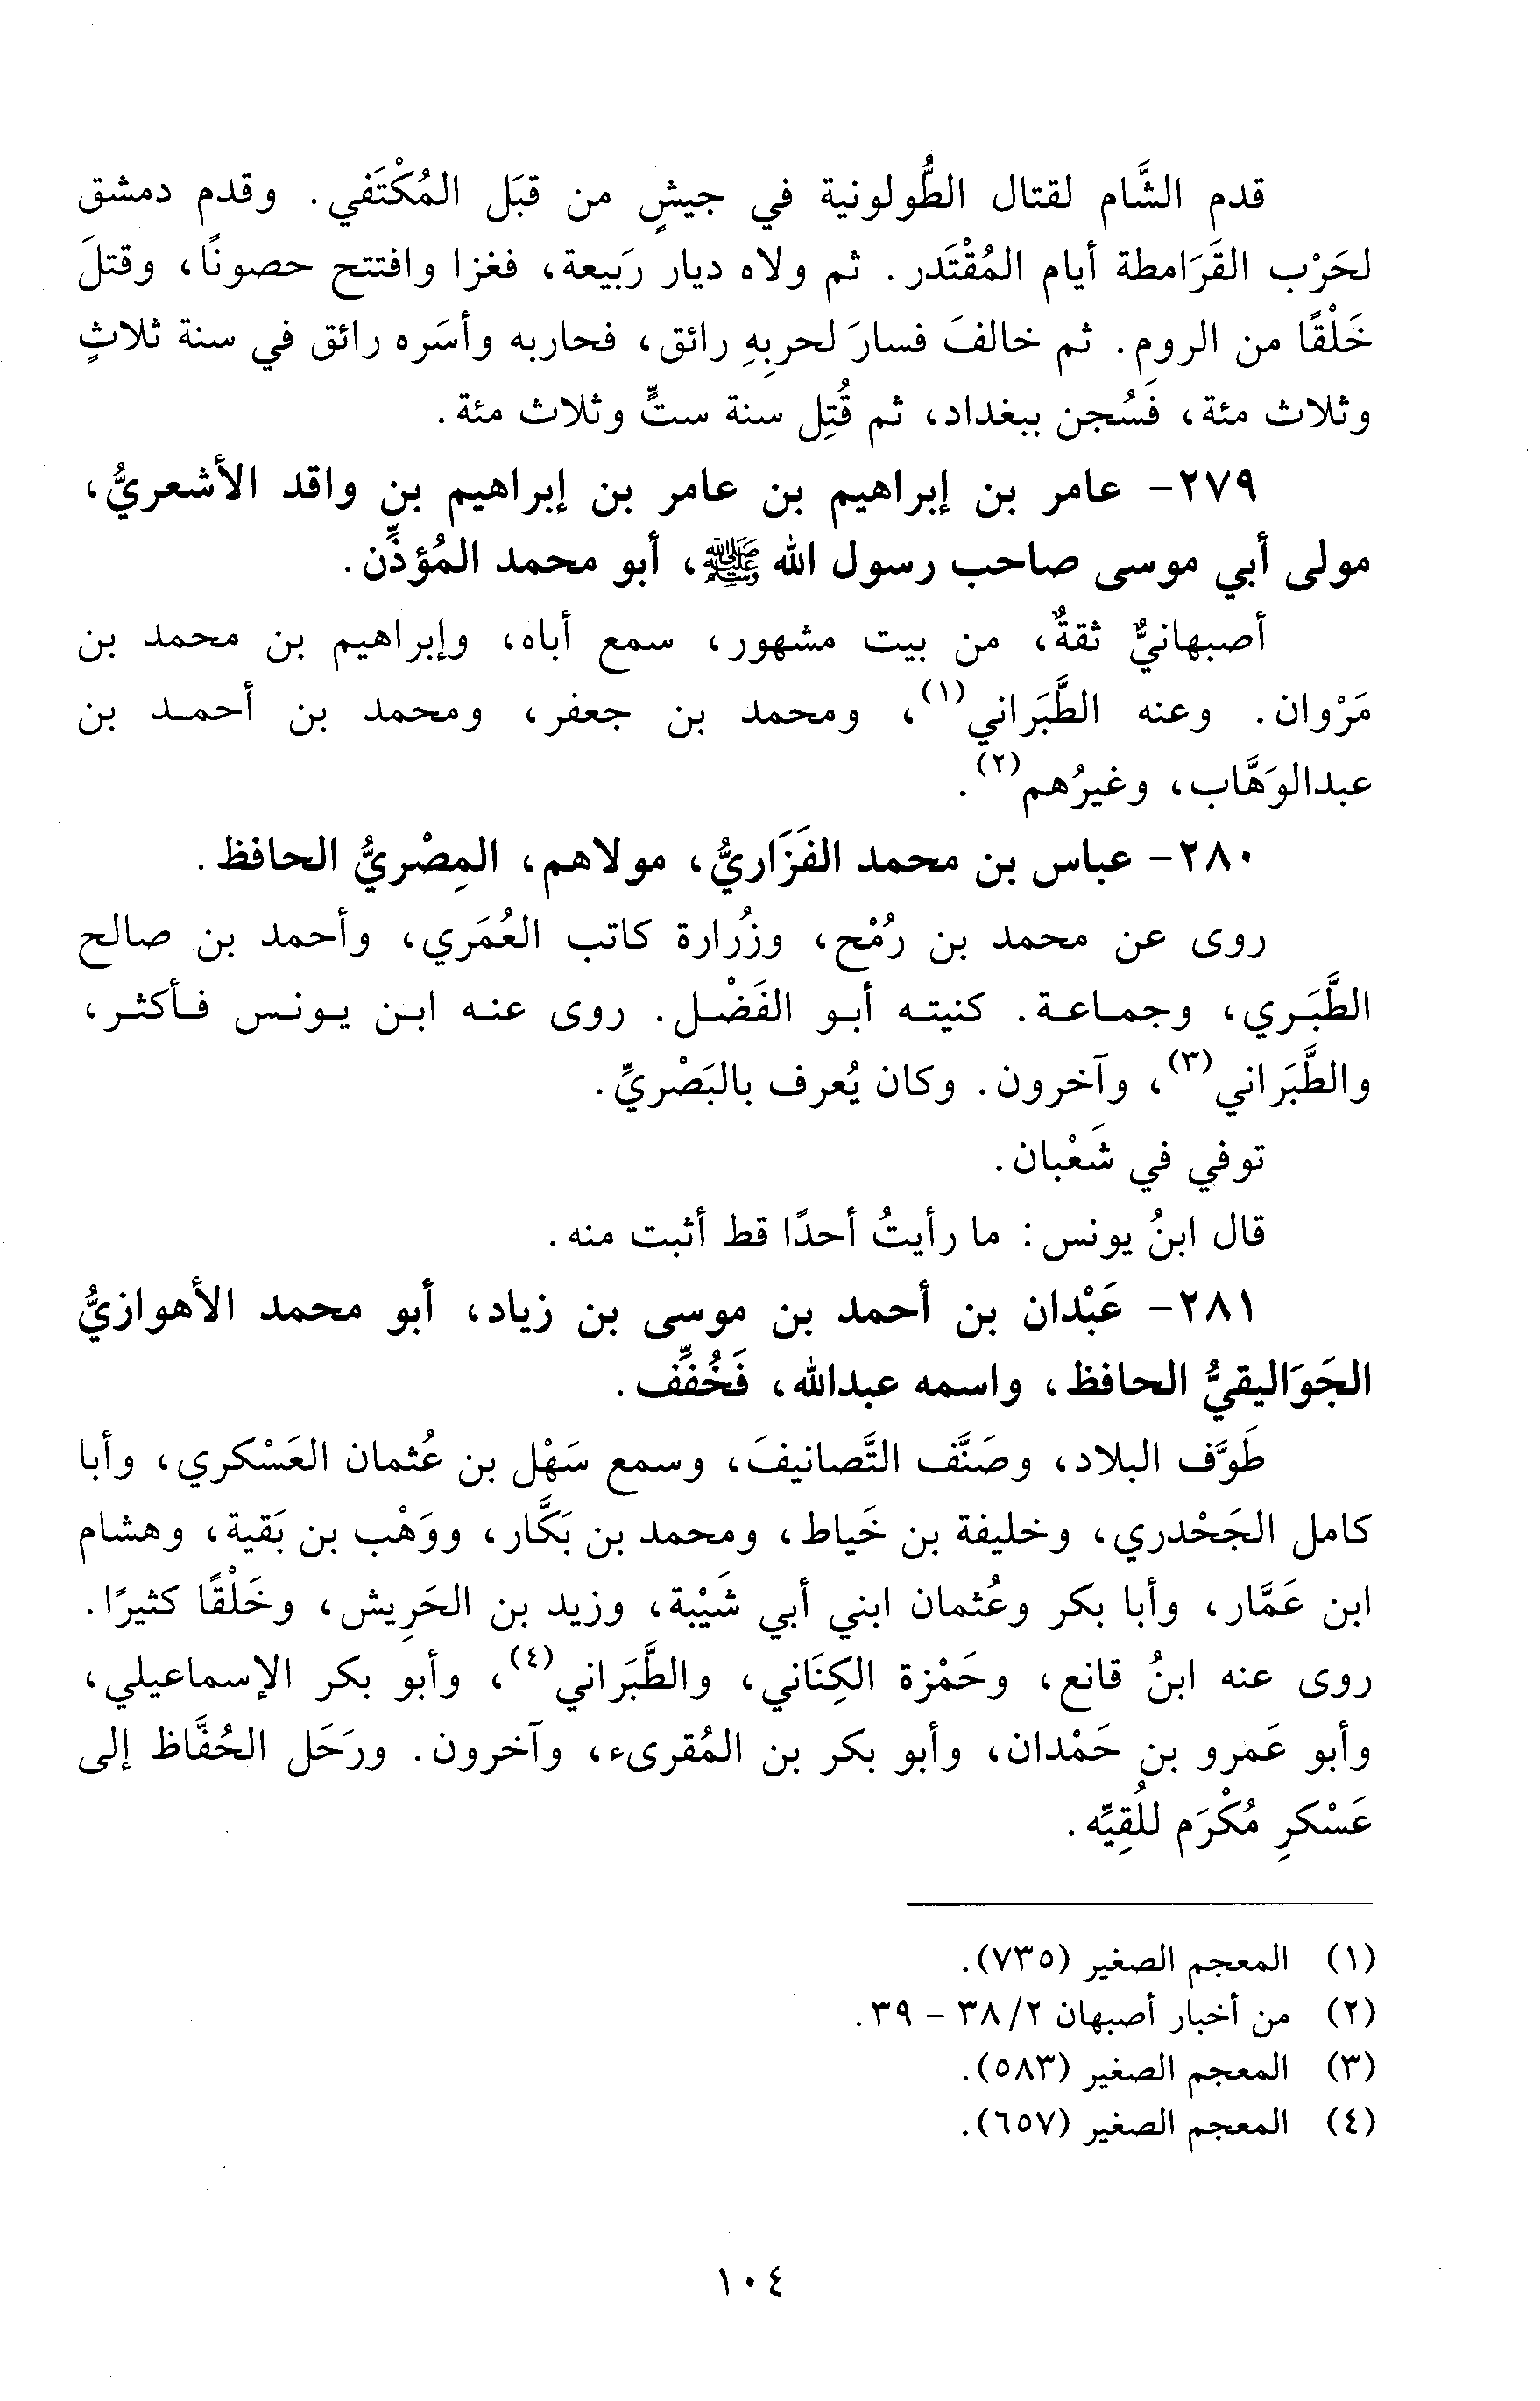 قدم الشَّام لقتال الطُّولونية في جيشٍ من قبَل المُكْتَفي. وقدم دمشق
لحَرْب القَرَامطة أيام المُقْتَدر. ثم ولاه ديار رَبيعة، فغزا وافتتح حصونًا، وقتلَ
خَلْقًا من الروم. ثم خالفَ فسارَ لحربِهِ رائق، فحاربه وأسَره رائق في سنة ثلاثٍ
وثلاث مئة، فَسُجن ببغداد، ثم قُتِل سنة ستٍّ وثلاث مئة.
٢٧٩- عامر بن إبراهيم بن عامر بن إبراهيم بن واقد الأشعريُّ،
مولى أبي موسى صاحب رسول الله ﷺ، أبو محمد المُؤذِّن.
أصبهانيٌّ ثقةٌ، من بيت مشهور، سمع أباه، وإبراهيم بن محمد بن
مَرْوان. وعنه الطَّبَراني(١)، ومحمد بن جعفر، ومحمد بن أحمد بن
عبدالوَهَّاب، وغيرُهم(٢).
٢٨٠- عباس بن محمد الفَزَاريُّ، مولاهم، المِصْريُّ الحافظ.
روى عن محمد بن رُمْح، وزُرارة كاتب العُمَري، وأحمد بن صالح
الطَّبَري، وجماعة. كنيته أبو الفَضْل. روى عنه ابن يونس فأكثر،
والطَّبَراني(٣)، وآخرون. وكان يُعرف بالبَصْريِّ.
توفي في شَعْبان.
قال ابنُ يونس: ما رأيتُ أحدًا قط أثبت منه.
٢٨١- عَبْدان بن أحمد بن موسى بن زياد، أبو محمد الأهوازيُّ
الجَوَاليقيُّ الحافظ، واسمه عبدالله، فَخُفِّف.
طَوَّف البلاد، وصَنَّف التَّصانيفَ، وسمع سَهْل بن عُثمان العَسْكري، وأبا
كامل الجَحْدري، وخليفة بن خَياط، ومحمد بن بَكَّار، ووَهْب بن بَقية، وهشام
ابن عَمَّار، وأبا بكر وعُثمان ابني أبي شَيْبة، وزيد بن الحَرِيش، وخَلْقًا كثيرًا.
روى عنه ابنُ قانع، وحَمْزة الكِنَاني، والطَّبَراني(٤)، وأبو بكر الإسماعيلي،
وأبو عَمرو بن حَمْدان، وأبو بكر بن المُقرىء، وآخرون. ورَحَل الحُفَّاظ إلى
عَسْكرِ مُكْرَم للُقِيِّه.
(١) المعجم الصغير (٧٣٥).
(٢) من أخبار أصبهان ٢/ ٣٨ - ٣٩.
(٣) المعجم الصغير (٥٨٣).
(٤) المعجم الصغير (٦٥٧).
١٠٤